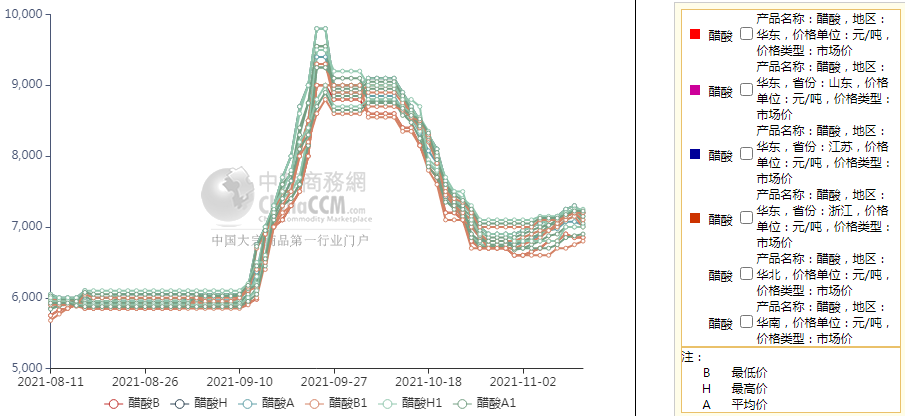 10,000
9,000
8,000
7,000
6,000
5,000
2021-08-11
2021-08-26
2021-09-10
2021-09-27
2021-10-18
2021-11-02
ChinaCCM.com
Commodity Marketplace
中国大宗商品第一行业门户
醋酸B 醋酸H 醋酸A 醋酸B1 醋酸H1 醋酸A1
醋酸
产品名称：醋酸，地区：
华东，价格单位：元/吨，
价格类型：市场价
醋酸
产品名称：醋酸，地区：
华东，省份：山东，价格
单位：元/吨，价格类型：
市场价
醋酸
产品名称：醋酸，地区：
华东，省份：江苏，价格
单位：元/吨，价格类型：
市场价
醋酸
产品名称：醋酸，地区：
华东，省份：浙江，价格
单位：元/吨，价格类型：
市场价
醋酸
产品名称：醋酸，地区：
华北，价格单位：元/吨，
价格类型：市场价
醋酸
产品名称：醋酸，地区：
华南，价格单位：元/吨，
价格类型：市场价
注：
B 最低价
H 最高价
A 平均价